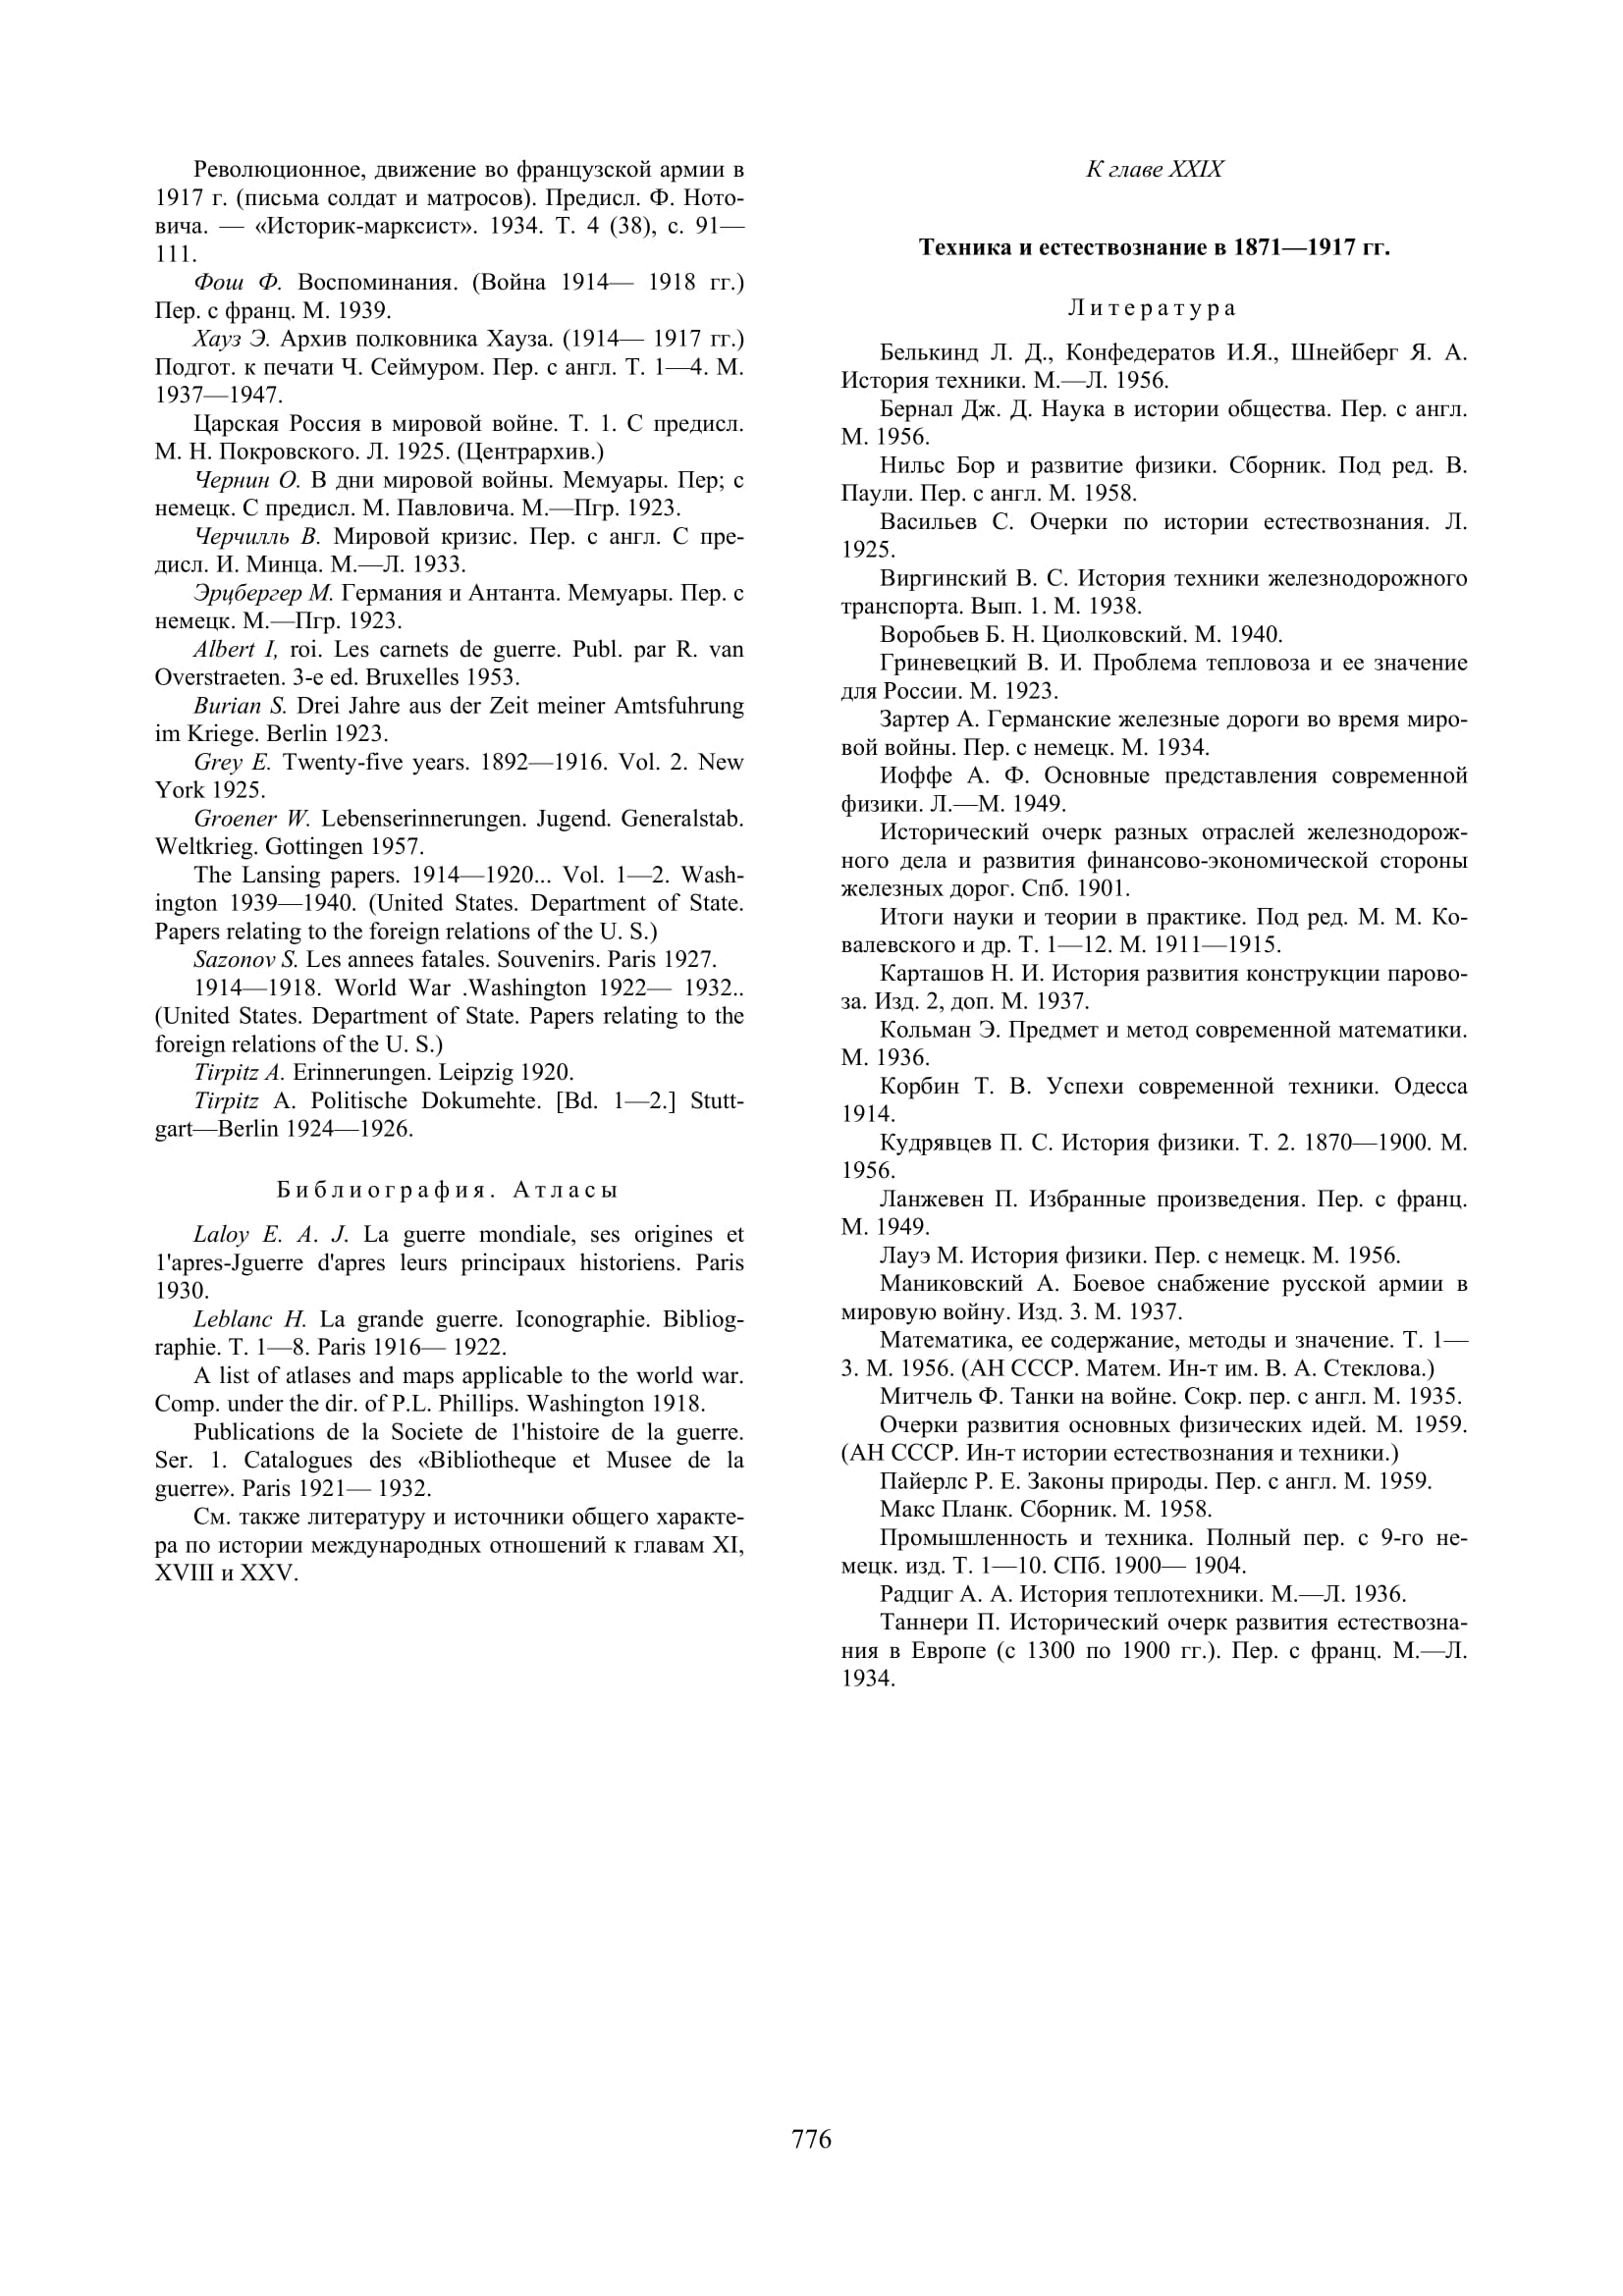 Революционное, движение во французской армии в
1917 г. (письма солдат и матросов). Предисл. Ф. Ното-
вича. — «Историк-марксист». 1934. Т. 4 (38), с. 91—
111.
Фош Ф. Воспоминания. (Война 1914— 1918 гг.)
Пер. с франц. М. 1939.
Хауз Э. Архив полковника Хауза. (1914— 1917 гг.)
Подгот. к печати Ч. Сеймуром. Пер. с англ. Т. 1—4. М.
1937—1947.
Царская Россия в мировой войне. Т. 1. С предисл.
М. Н. Покровского. Л. 1925. (Центрархив.)
Чернин О. В дни мировой войны. Мемуары. Пер; с
немецк. С предисл. М. Павловича. М.—Пгр. 1923.
Черчилль В. Мировой кризис. Пер. с англ. С пре-
дисл. И. Минца. М.—Л. 1933.
Эрцбергер М. Германия и Антанта. Мемуары. Пер. с
немецк. М.—Пгр. 1923.
Albert I, roi. Les carnets de guerre. Publ. par R. van
Overstraeten. 3-e ed. Bruxelles 1953.
Burian S. Drei Jahre aus der Zeit meiner Amtsfuhrung
im Kriege. Berlin 1923.
Grey E. Twenty-five years. 1892—1916. Vol. 2. New
York 1925.
Groener W. Lebenserinnerungen. Jugend. Generalstab.
Weltkrieg. Gottingen 1957.
The Lansing papers. 1914—1920... Vol. 1—2. Wash-
ington 1939—1940. (United States. Department of State.
Papers relating to the foreign relations of the U. S.)
Sazonov S. Les annees fatales. Souvenirs. Paris 1927.
1914—1918. World War .Washington 1922— 1932..
(United States. Department of State. Papers relating to the
foreign relations of the U. S.)
Tirpitz A. Erinnerungen. Leipzig 1920.
Tirpitz A. Politische Dokumehte. [Bd. 1—2.] Stutt-
gart—Berlin 1924—1926.
Библиография. Атласы
Laloy E. A. J. La guerre mondiale, ses origines et
1'apres-Jguerre d'apres leurs principaux historiens. Paris
1930.
Leblanc H. La grande guerre. Iconographie. Bibliog-
raphie. T. 1—8. Paris 1916— 1922.
A list of atlases and maps applicable to the world war.
Comp. under the dir. of P.L. Phillips. Washington 1918.
Publications de la Societe de 1'histoire de la guerre.
Ser. 1. Catalogues des «Bibliotheque et Musee de la
guerre». Paris 1921— 1932.
См. также литературу и источники общего характе-
ра по истории международных отношений к главам XI,
XVIII и XXV.
К главе XXIX
Техника и естествознание в 1871—1917 гг.
Литература
Белькинд Л. Д., Конфедератов И.Я., Шнейберг Я. А.
История техники. М.—Л. 1956.
Бернал Дж. Д. Наука в истории общества. Пер. с англ.
М. 1956.
Нильс Бор и развитие физики. Сборник. Под ред. В.
Паули. Пер. с англ. М. 1958.
Васильев С. Очерки по истории естествознания. Л.
1925.
Виргинский В. С. История техники железнодорожного
транспорта. Вып. 1. М. 1938.
Воробьев Б. Н. Циолковский. М. 1940.
Гриневецкий В. И. Проблема тепловоза и ее значение
для России. М. 1923.
Зартер А. Германские железные дороги во время миро-
вой войны. Пер. с немецк. М. 1934.
Иоффе А. Ф. Основные представления современной
физики. Л.—М. 1949.
Исторический очерк разных отраслей железнодорож-
ного дела и развития финансово-экономической стороны
железных дорог. Спб. 1901.
Итоги науки и теории в практике. Под ред. М. М. Ко-
валевского и др. Т. 1—12. М. 1911—1915.
Карташов Н. И. История развития конструкции парово-
за. Изд. 2, доп. М. 1937.
Кольман Э. Предмет и метод современной математики.
М. 1936.
Корбин Т. В. Успехи современной техники. Одесса
1914.
Кудрявцев П. С. История физики. Т. 2. 1870—1900. М.
1956.
Ланжевен П. Избранные произведения. Пер. с франц.
М. 1949.
Лауэ М. История физики. Пер. с немецк. М. 1956.
Маниковский А. Боевое снабжение русской армии в
мировую войну. Изд. 3. М. 1937.
Математика, ее содержание, методы и значение. Т. 1—
3. М. 1956. (АН СССР. Матем. Ин-т им. В. А. Стеклова.)
Митчель Ф. Танки на войне. Сокр. пер. с англ. М. 1935.
Очерки развития основных физических идей. М. 1959.
(АН СССР. Ин-т истории естествознания и техники.)
Пайерлс Р. Е. Законы природы. Пер. с англ. М. 1959.
Макс Планк. Сборник. М. 1958.
Промышленность и техника. Полный пер. с 9-го не-
мецк. изд. Т. 1—10. СПб. 1900— 1904.
Радциг А. А. История теплотехники. М.—Л. 1936.
Таннери П. Исторический очерк развития естествозна-
ния в Европе (с 1300 по 1900 гг.). Пер. с франц. М.—Л.
1934.
776